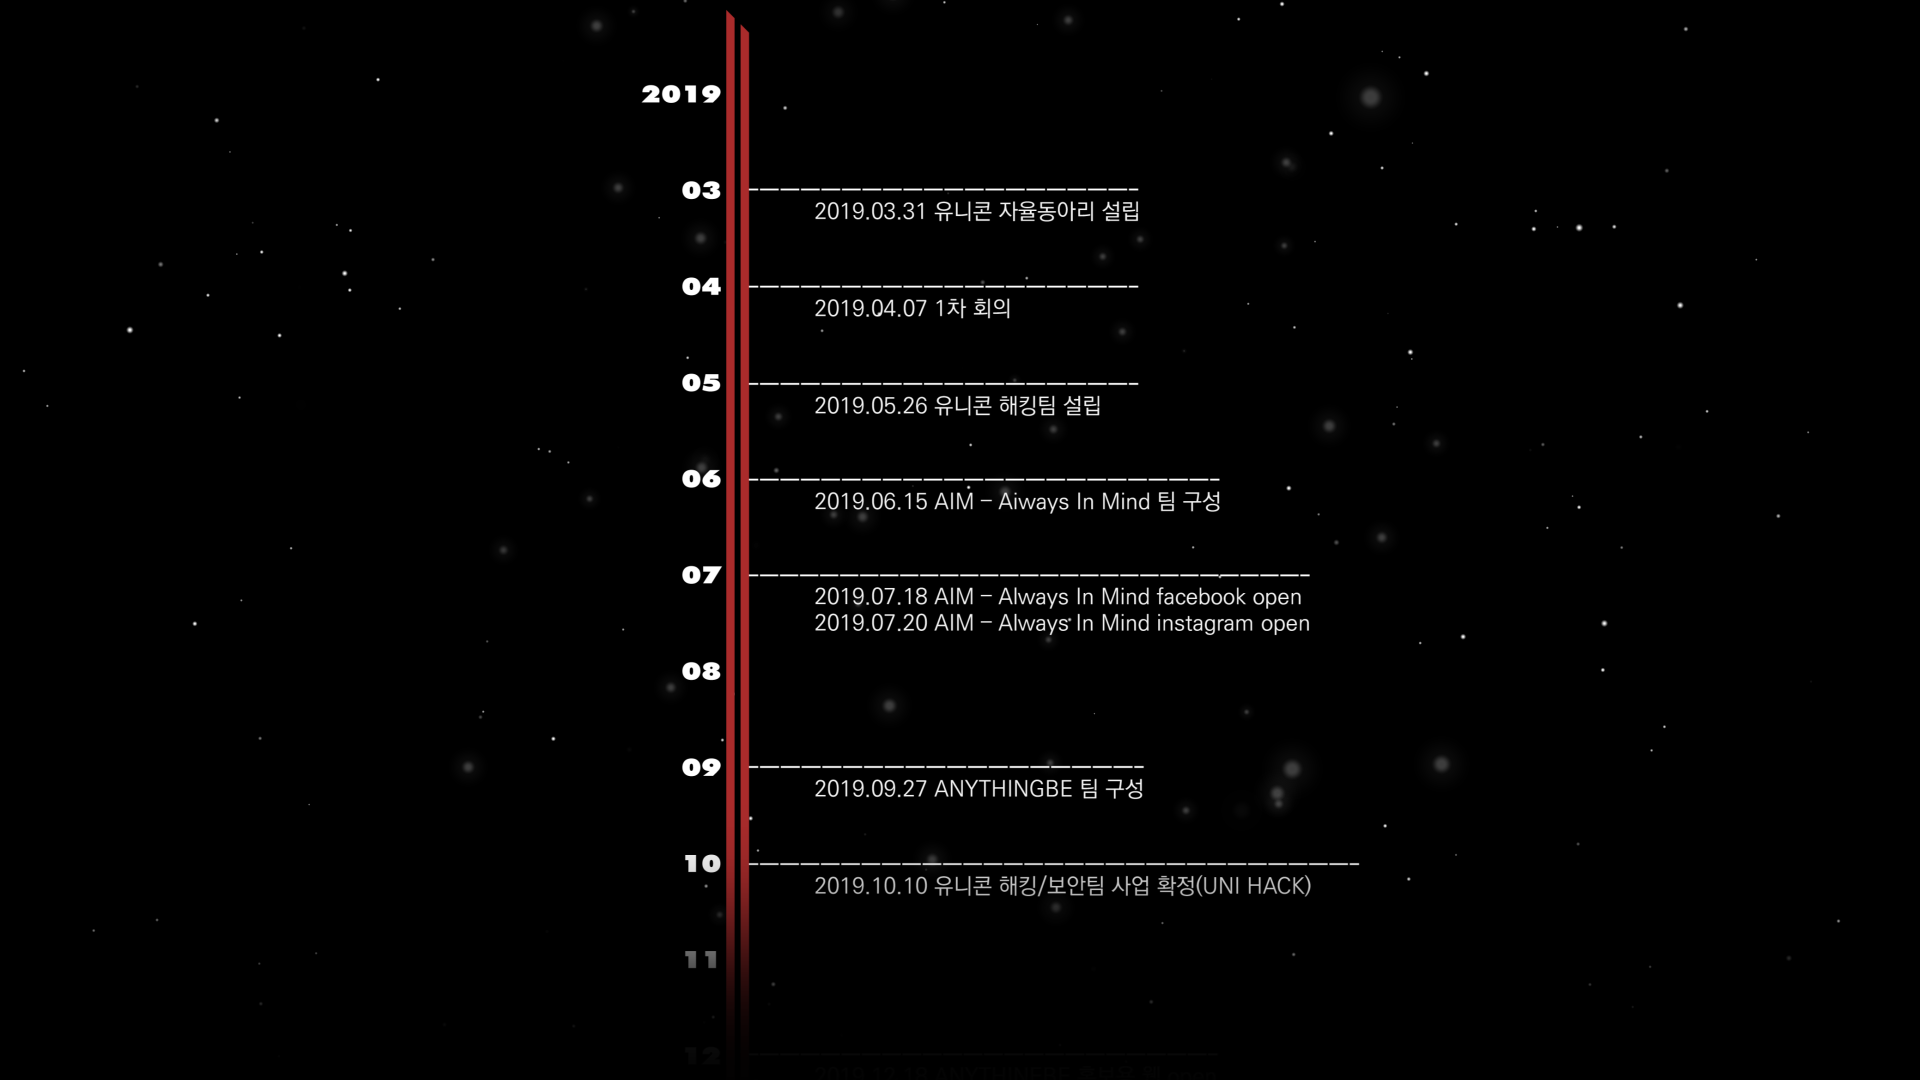 2019
03
2019.03.31 유니콘 자율동아리 설립
04
2019.04.07 1차 회의
05
2019.05.26 유니콘 해킹팀 설립
06
2019.06.15 AIM – Aiways In Mind 팀 구성
07
2019.07.18 AIM – Always In Mind facebook open
2019.07.20 AIM – Always In Mind instagram open
08
09
2019.09.27 ANYTHINGBE 팀 구성
10
2019.10.10 유니콘 해킹/보안팀 사업 확정(UNI HACK)
11
12